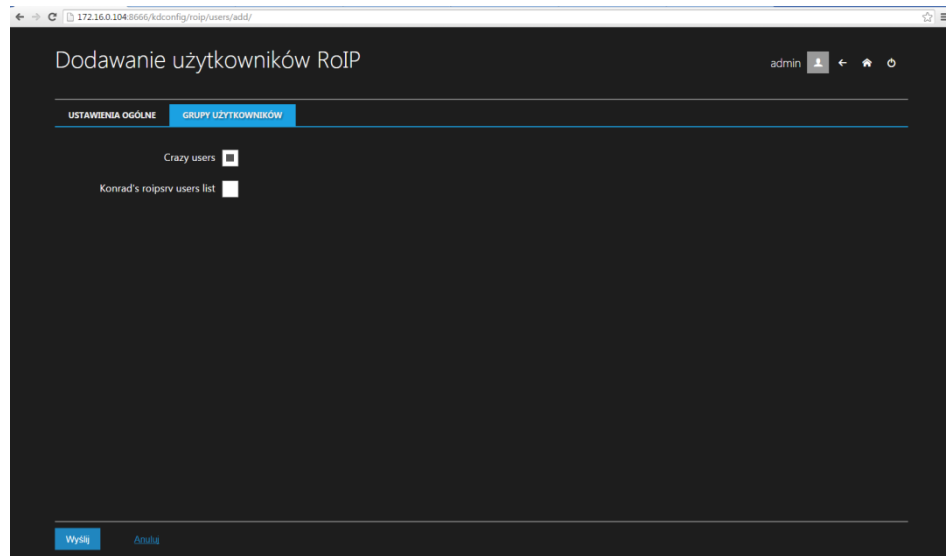 172.16.0.104:8666/kdconfig/roip/users/add/
Dodawanie użytkowników RoIP
admin
USTAWIENIA OGÓLNE GRUPY UŻYTKOWNIKÓW
Crazy users
Konrad's roipsrv users list
Wyślij Anuluj